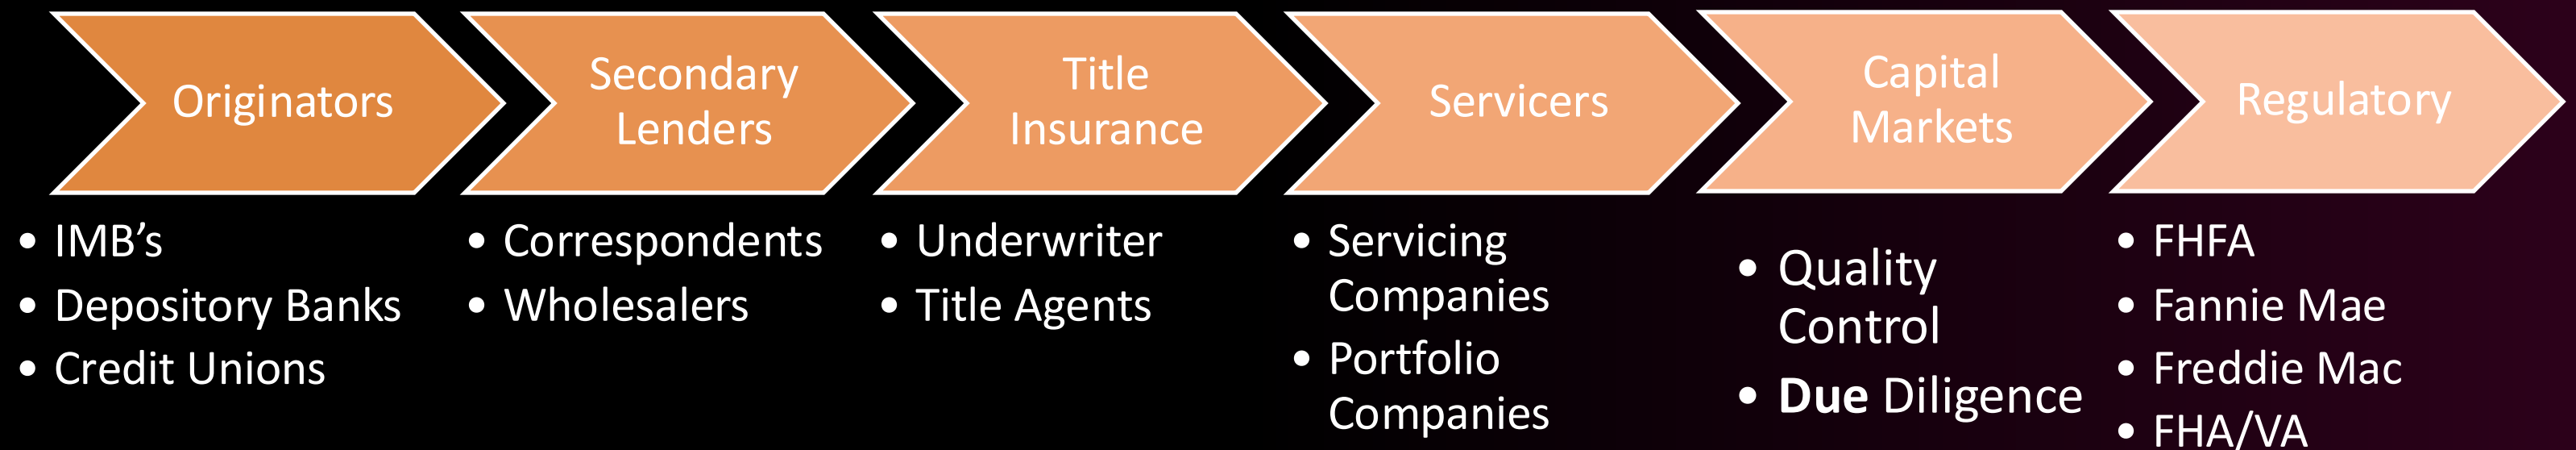 Originators
Secondary
Lenders
Title
Insurance
Servicers
Capital
Markets
Regulatory
• IMB’s
• Depository Banks
• Credit Unions
• Correspondents
• Wholesalers
• Underwriter
• Title Agents
• Servicing
Companies
• Portfolio
Companies
• Quality
Control
• Due Diligence
• FHFA
• Fannie Mae
• Freddie Mac
• FHA/VA